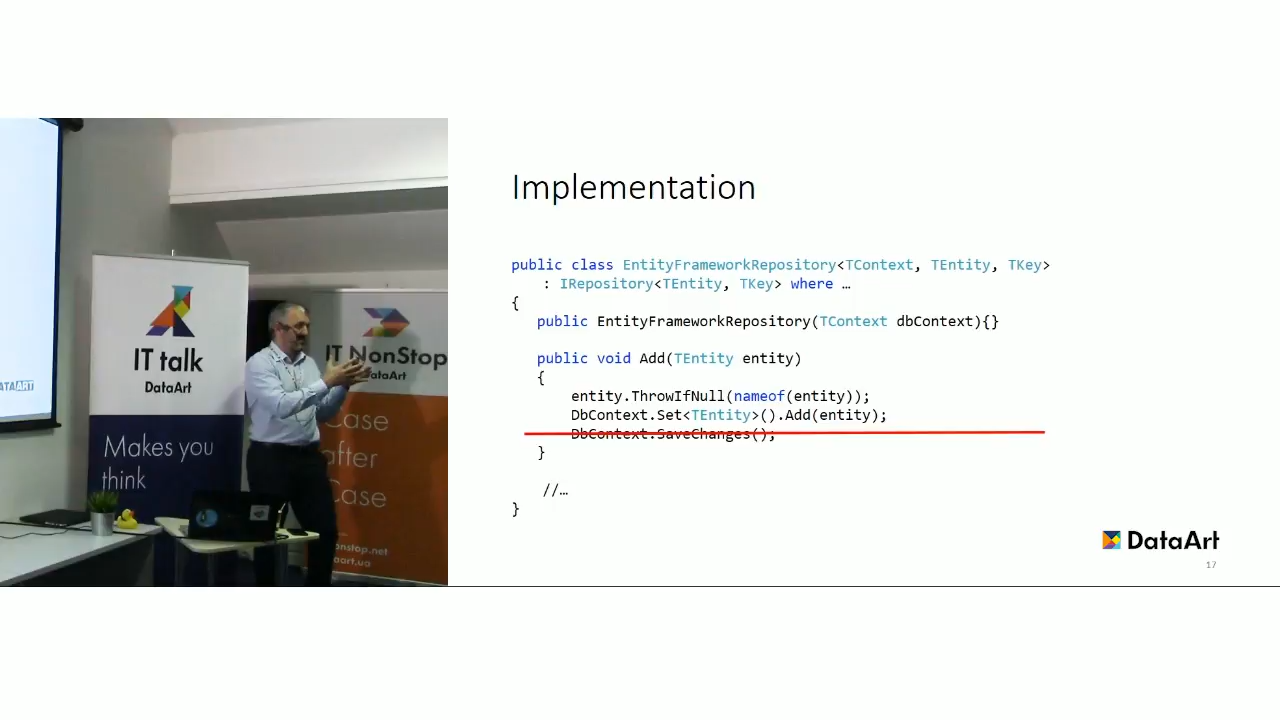 IT talk
DataArt
Makes you
think
IT NonStop
DataArt
Case
after
Case
Implementation
public class EntityFrameworkRepository<TContext, TEntity, TKey>
: IRepository<TEntity, TKey> where …
{
public EntityFrameworkRepository(TContext dbContext){}
public void Add(TEntity entity)
{
entity.ThrowIfNull(nameof(entity));
DbContext.Set<TEntity>().Add(entity);
DbContext.SaveChanges();
}
//…
}
DataArt
17